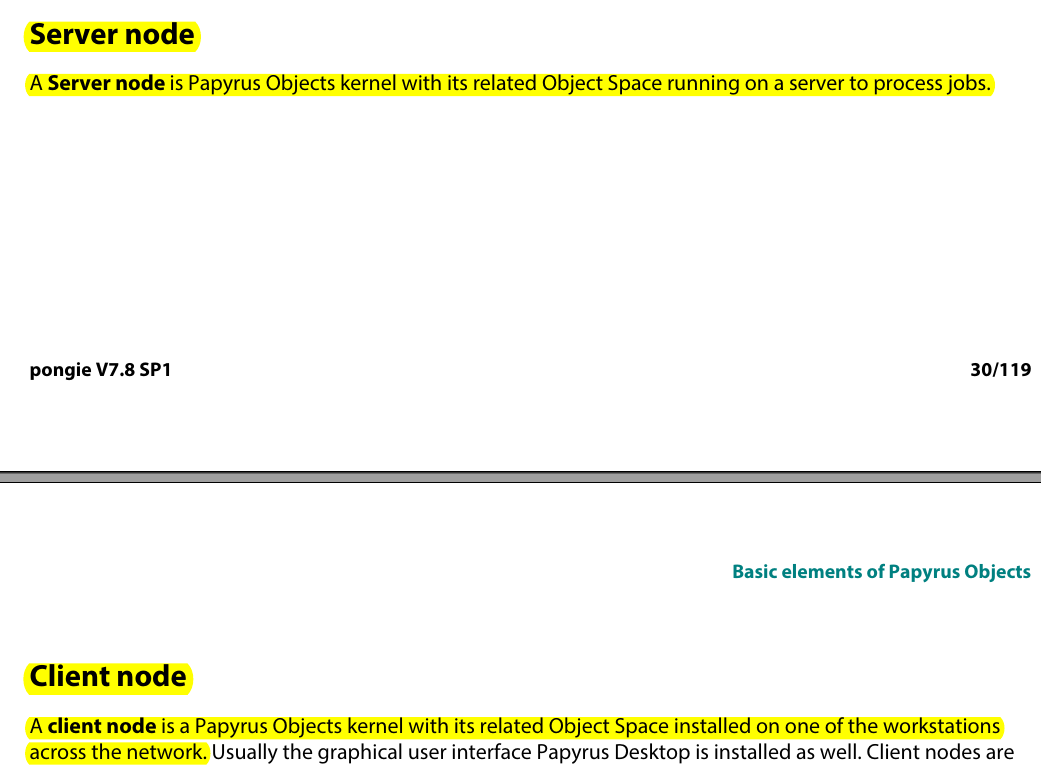 Server node
A Server node is Papyrus Objects kernel with its related Object Space running on a server to process jobs.
pongie V7.8 SP1 30/119
Basic elements of Papyrus Objects
Client node
A client node is a Papyrus Objects kernel with its related Object Space installed on one of the workstations
across the network. Usually the graphical user interface Papyrus Desktop is installed as well. Client nodes are